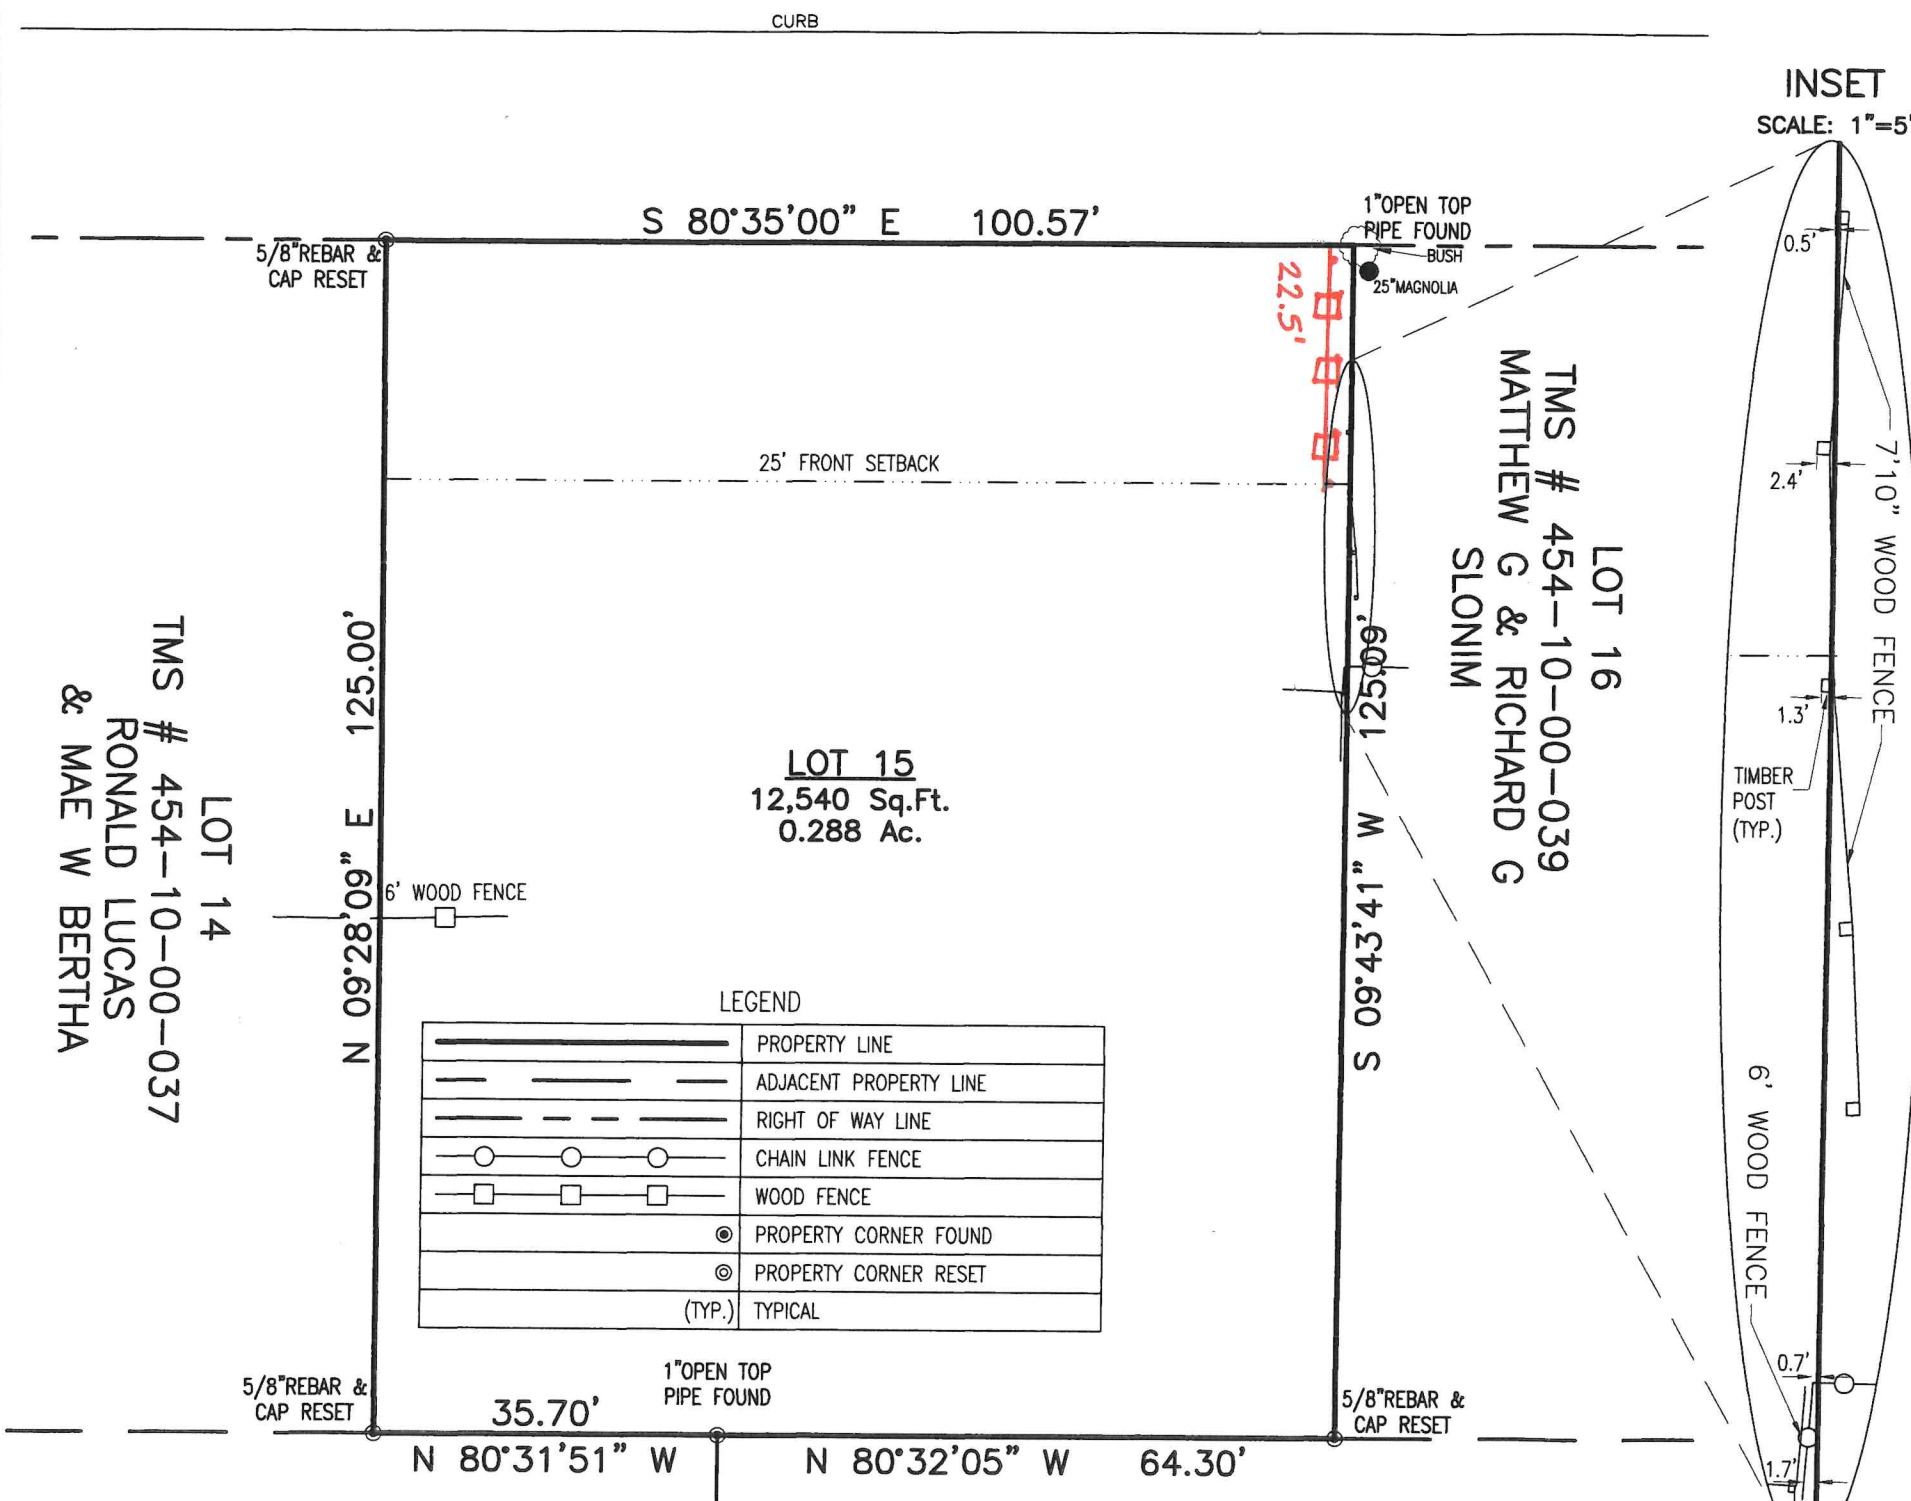 CURB
INSET
SCALE: 1"=5'
S 80°35'00" E 100.57'
1"OPEN TOP
PIPE FOUND
BUSH
25"MAGNOLIA
5/8"REBAR &
CAP RESET
22.5'
25' FRONT SETBACK
LOT 16
TMS # 454-10-00-039
MATTHEW G & RICHARD G
SLONIM
LOT 14
TMS # 454-10-00-037
RONALD LUCAS
& MAE W BERTHA
N 09°28'09" E 125.00'
S 09°43'41" W 125.09'
LOT 15
12,540 Sq.Ft.
0.288 Ac.
6' WOOD FENCE
LEGEND
PROPERTY LINE
ADJACENT PROPERTY LINE
RIGHT OF WAY LINE
CHAIN LINK FENCE
WOOD FENCE
PROPERTY CORNER FOUND
PROPERTY CORNER RESET
(TYP.) TYPICAL
5/8"REBAR &
CAP RESET
35.70'
1"OPEN TOP
PIPE FOUND
5/8"REBAR &
CAP RESET
N 80°31'51" W
N 80°32'05" W 64.30'
0.5'
7'10" WOOD FENCE
2.4'
1.3'
TIMBER
POST
(TYP.)
6' WOOD FENCE
0.7'
1.7'